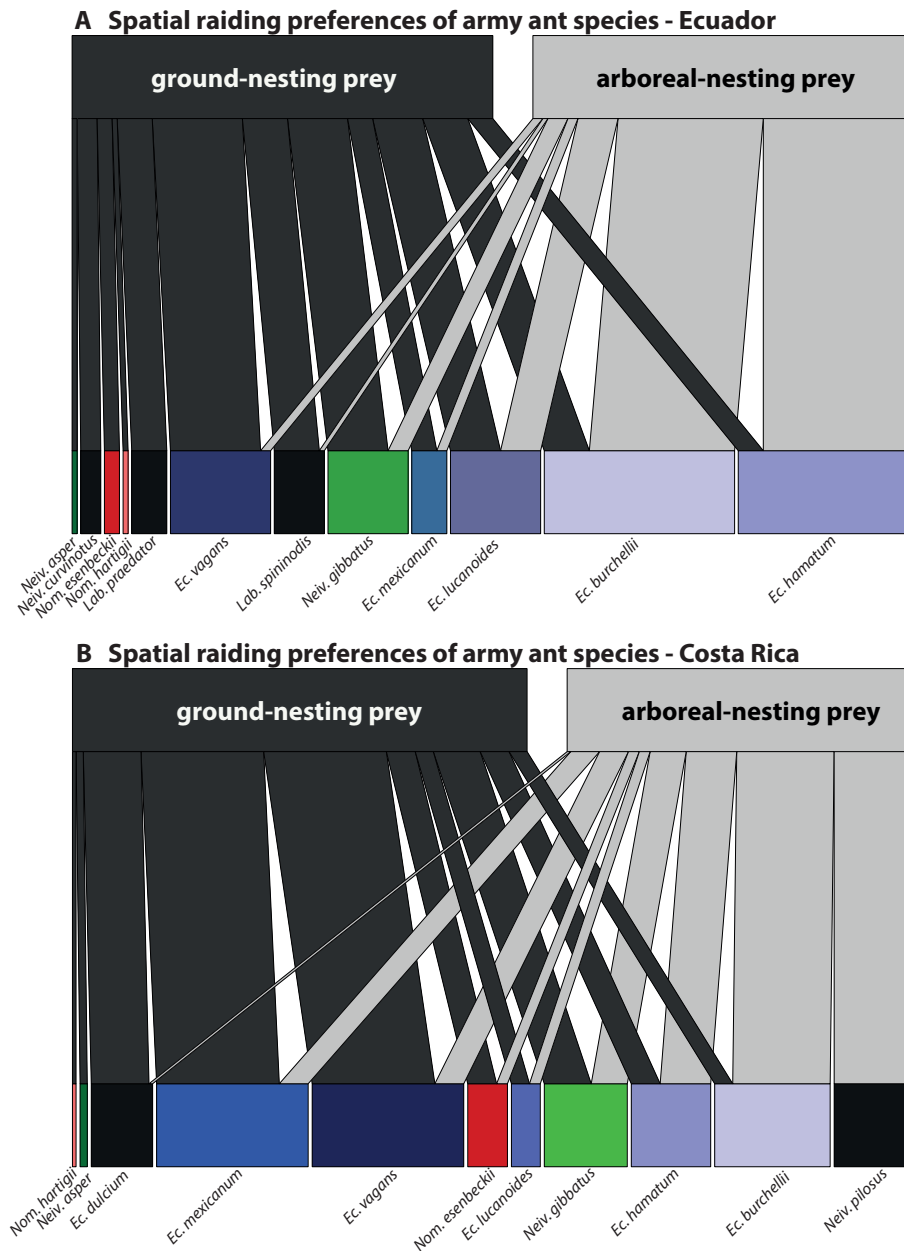 A Spatial raiding preferences of army ant species - Ecuador
ground-nesting prey
arboreal-nesting prey
Neiv. asper
Neiv. curvinotus
Nom. esenbeckii
Nom. hartigii
Lab. praedator
Ec. vagans
Lab. spininodis
Neiv. gibbatus
Ec. mexicanum
Ec. lucanoides
Ec. burchellii
Ec. hamatum
B Spatial raiding preferences of army ant species - Costa Rica
ground-nesting prey
arboreal-nesting prey
Nom. hartigii
Neiv. asper
Ec. dulcium
Ec. mexicanum
Ec. vagans
Nom. esenbeckii
Ec. lucanoides
Neiv. gibbatus
Ec. hamatum
Ec. burchellii
Neiv. pilosus